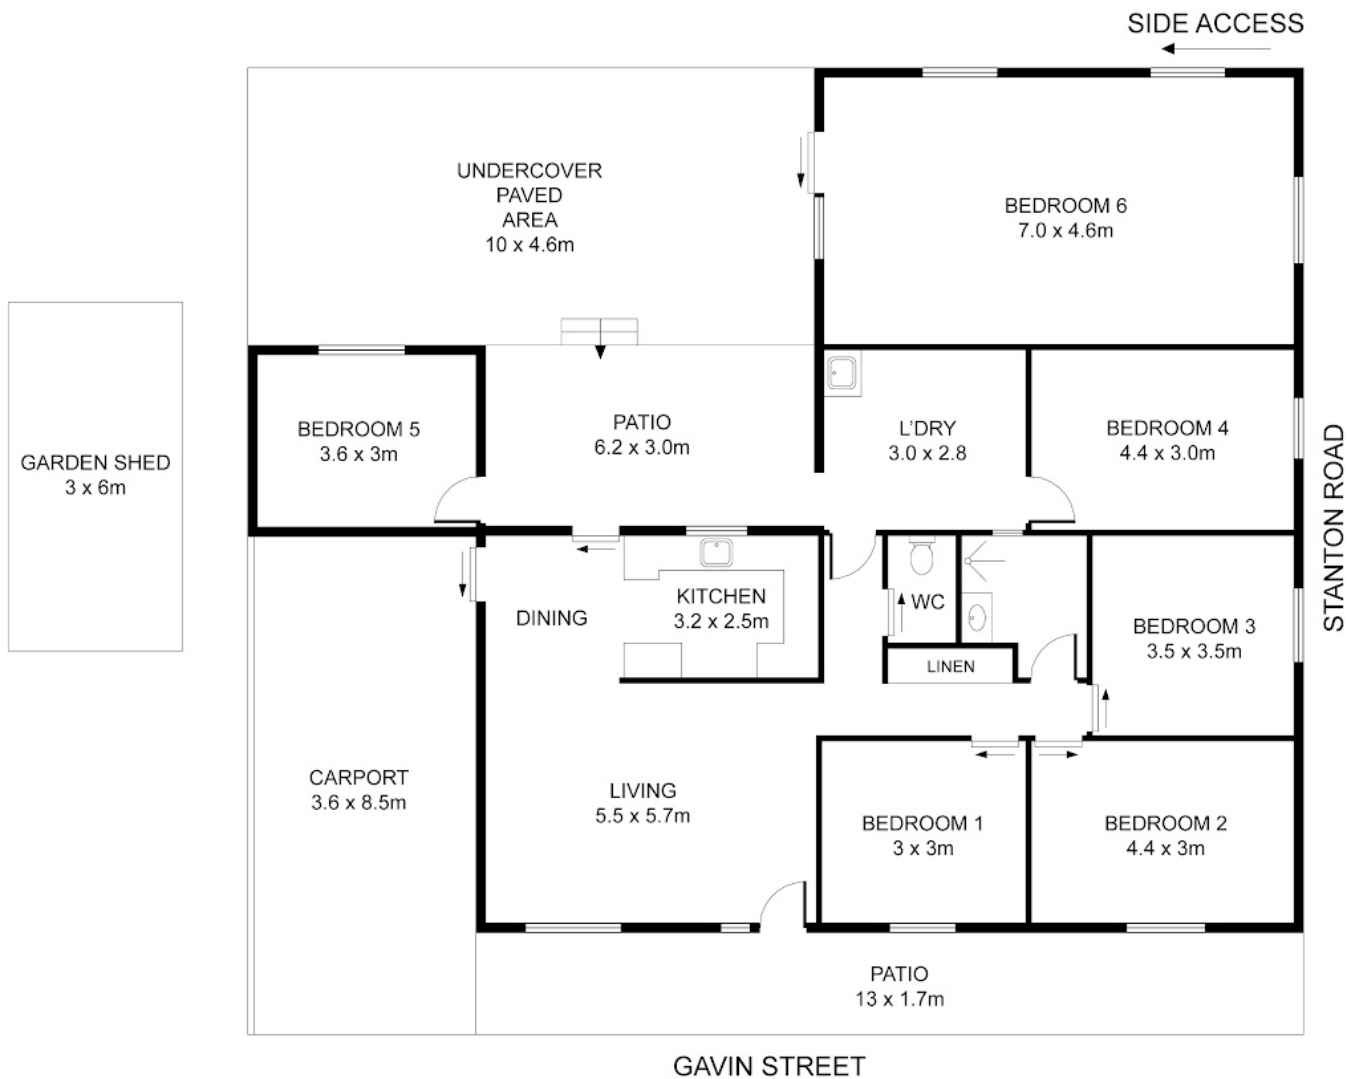 SIDE ACCESS
UNDERCOVER
PAVED
AREA
10 x 4.6m
BEDROOM 6
7.0 x 4.6m
GARDEN SHED
3 x 6m
BEDROOM 5
3.6 x 3m
PATIO
6.2 x 3.0m
L'DRY
3.0 x 2.8
BEDROOM 4
4.4 x 3.0m
STANTON ROAD
DINING
KITCHEN
3.2 x 2.5m
WC
LINEN
BEDROOM 3
3.5 x 3.5m
CARPORT
3.6 x 8.5m
LIVING
5.5 x 5.7m
BEDROOM 1
3 x 3m
BEDROOM 2
4.4 x 3m
PATIO
13 x 1.7m
GAVIN STREET